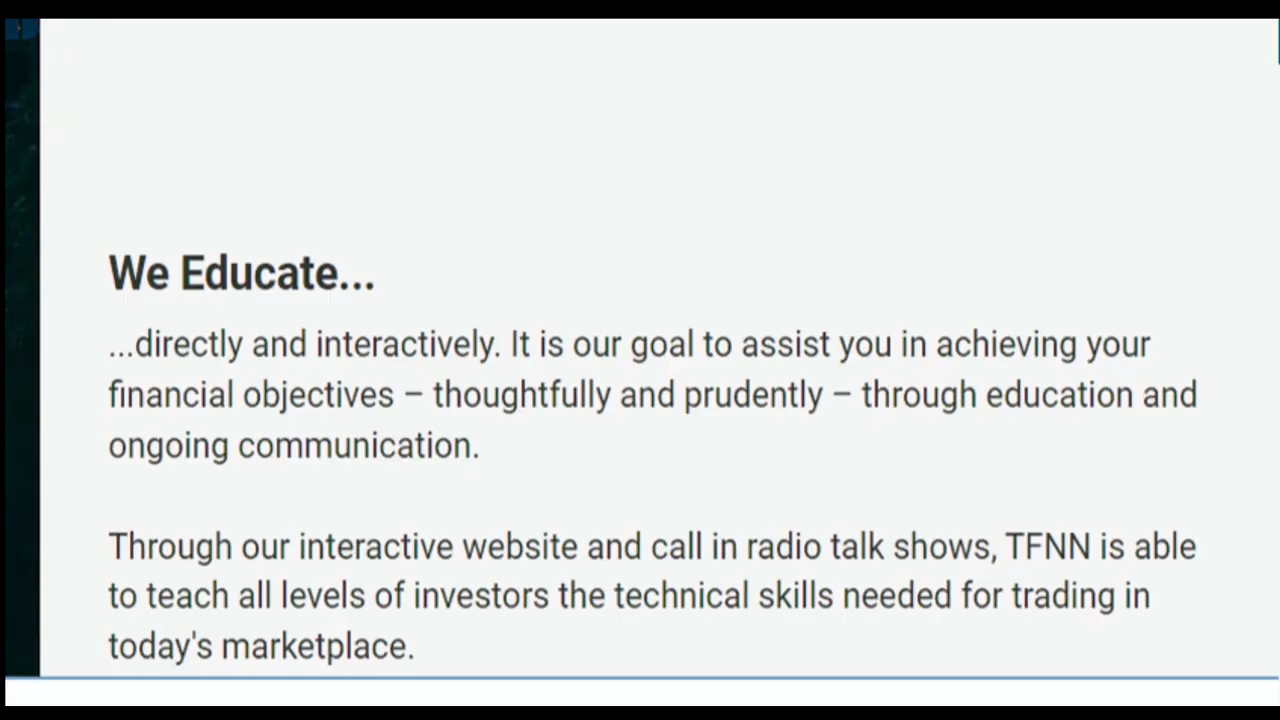 We Educate...
...directly and interactively. It is our goal to assist you in achieving your
financial objectives – thoughtfully and prudently – through education and
ongoing communication.
Through our interactive website and call in radio talk shows, TFNN is able
to teach all levels of investors the technical skills needed for trading in
today's marketplace.